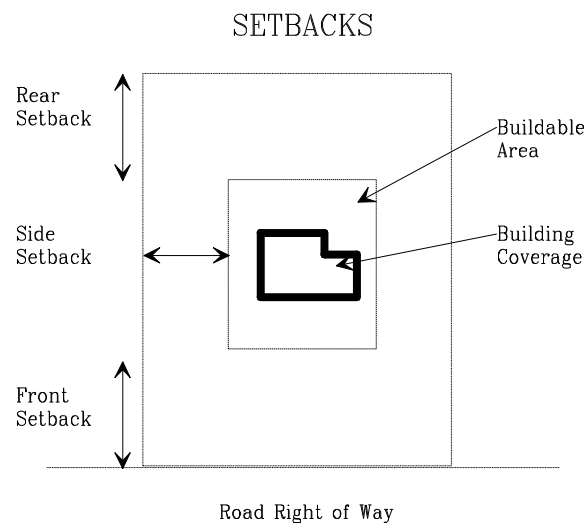 SETBACKS
Rear
Setback
Buildable
Area
Side
Setback
Building
Coverage
Front
Setback
Road Right of Way